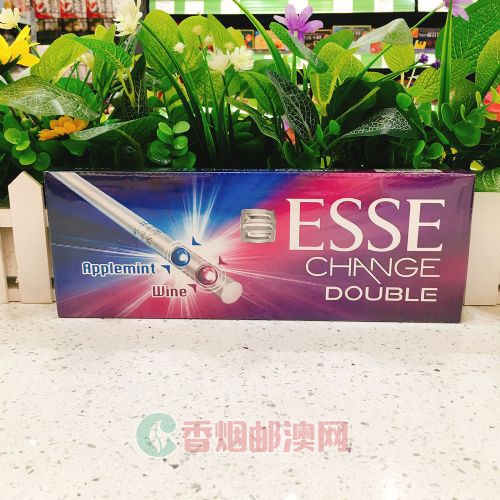 ESSE
CHANGE
DOUBLE
Applemint
Wine
香烟邮澳网